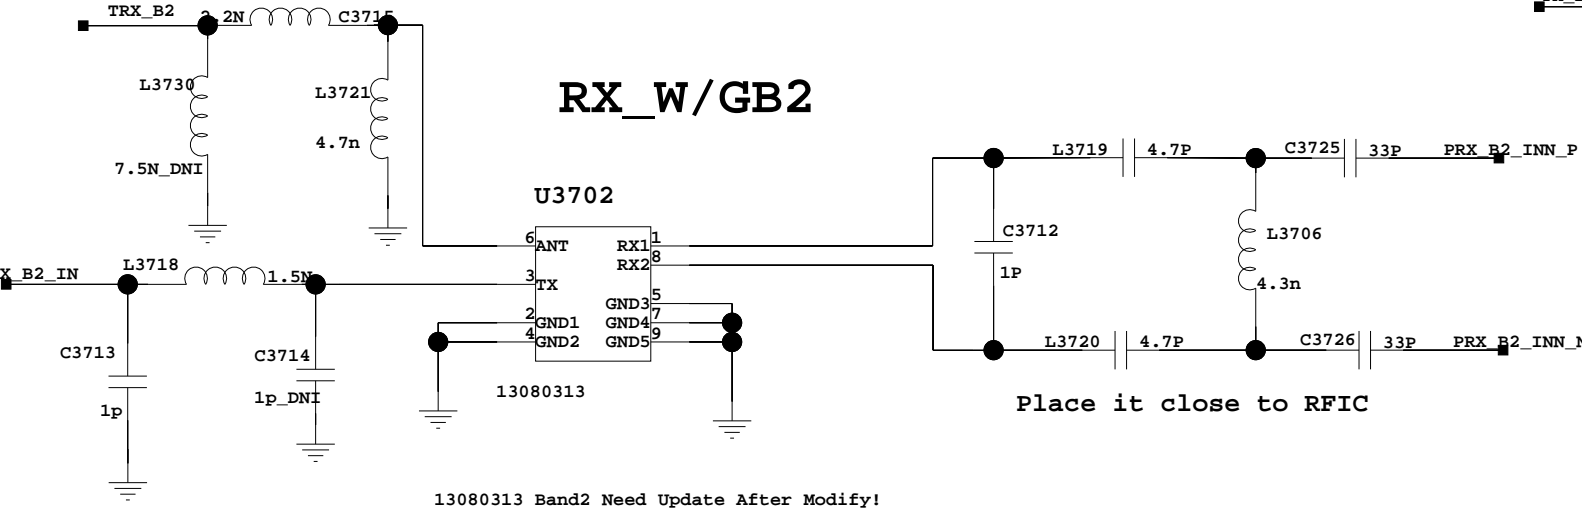 TRX_B2
2.2N
C3715
L3730
7.5N_DNI
L3721
4.7n
RX_W/GB2
U3702
6
ANT
3
TX
2
GND1
4
GND2
RX1
1
RX2
8
GND3
5
GND4
7
GND5
9
13080313
X_B2_IN
L3718
1.5N
C3713
1p
C3714
1p_DNI
L3719
4.7P
C3725
33P
PRX_B2_INN_P
C3712
1P
L3706
4.3n
L3720
4.7P
C3726
33P
PRX_B2_INN_N
Place it close to RFIC
13080313 Band2 Need Update After Modify!